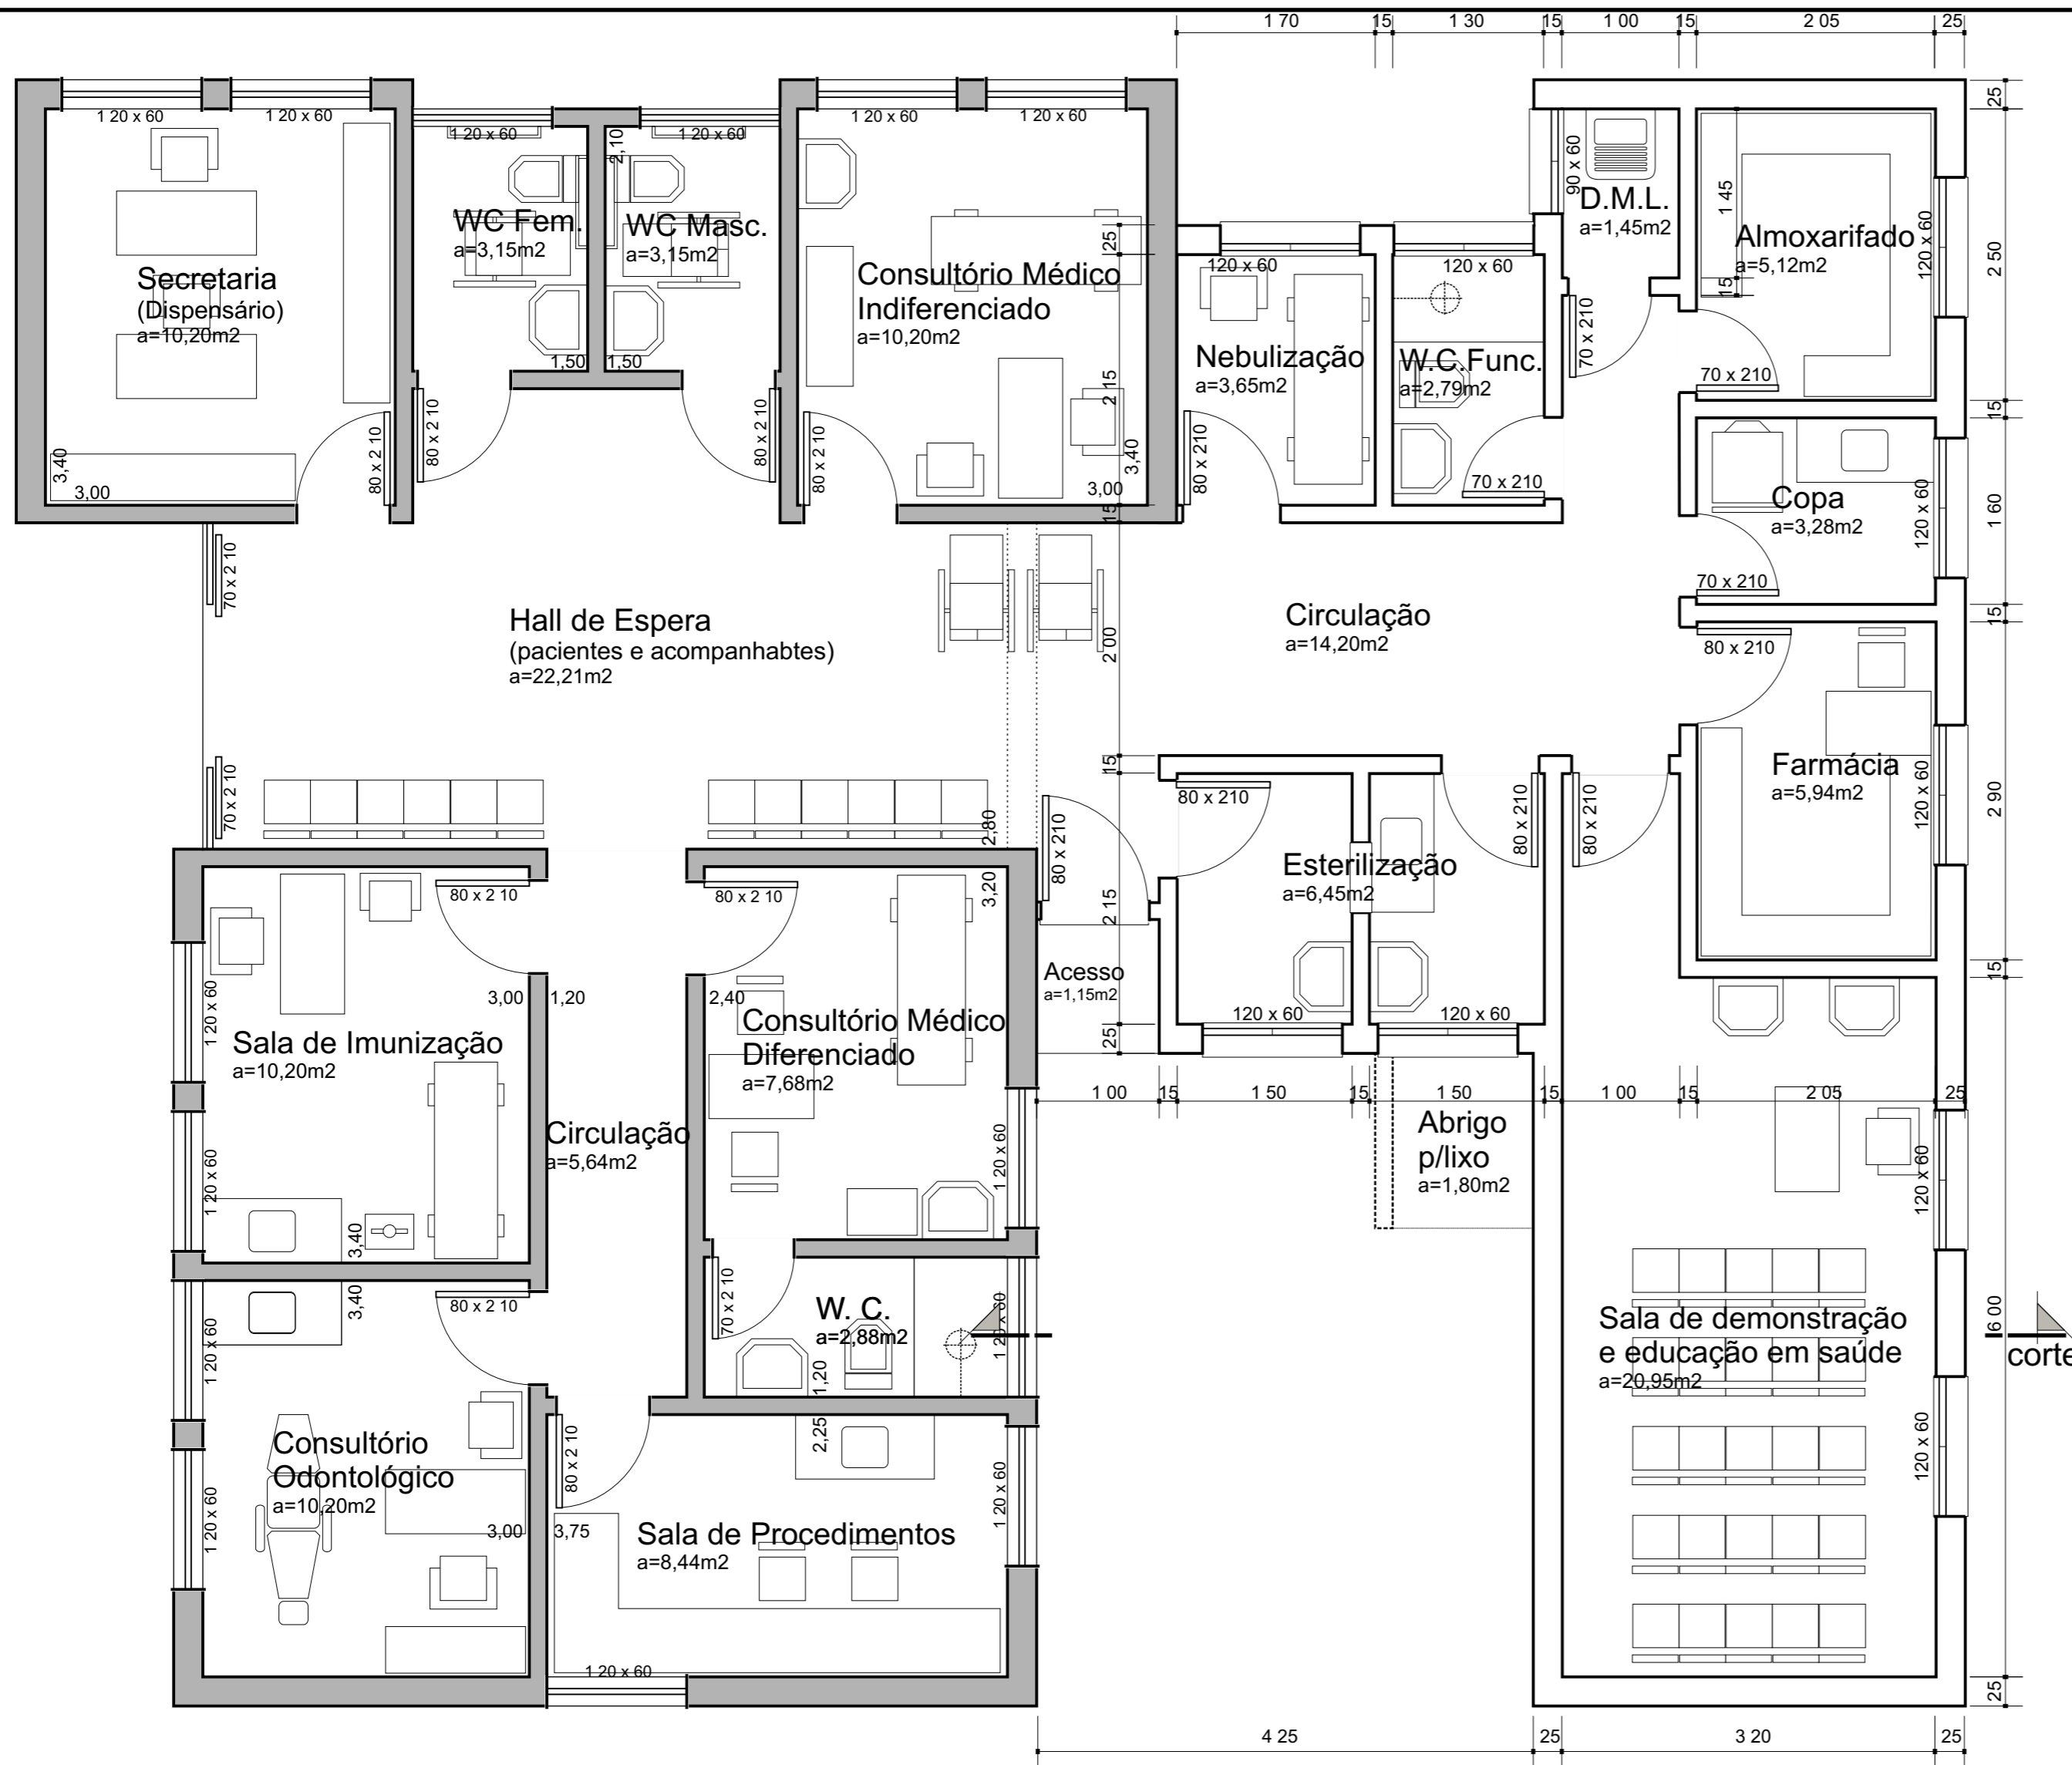 1 70 15 1 30 15 1 00 15 2 05 25
1 20 x 60 1 20 x 60 1 20 x 60 1 20 x 60 1 20 x 60 1 20 x 60
25
2,10
90 x 60
D.M.L.
a=1,45m2
1 45
15
Almoxarifado
a=5,12m2
120 x 60
2 50
WC Fem.
a=3,15m2
WC Masc.
a=3,15m2
Secretaria
(Dispensário)
a=10,20m2
Consultório Médico
Indiferenciado
a=10,20m2
25
120 x 60
120 x 60
Nebulização
a=3,65m2
W.C.Func.
a=2,79m2
70 x 210
70 x 210
1,50
1,50
2 15
80 x 2 10
80 x 2 10
80 x 2 10
80 x 2 10
80 x 210
70 x 210
15
3,40
3,00
3,40
3,00
15
Copa
a=3,28m2
120 x 60
1 60
70 x 210
15
70 x 2 10
Hall de Espera
(pacientes e acompanhabtes)
a=22,21m2
2 00
Circulação
a=14,20m2
80 x 210
Farmácia
a=5,94m2
120 x 60
2 90
70 x 2 10
15
80 x 210
80 x 210
80 x 210
80 x 210
2,80
Esterilização
a=6,45m2
80 x 2 10
80 x 2 10
3,20
2 15
Acesso
a=1,15m2
15
3,00
1,20
2,40
120 x 60
120 x 60
25
1 20 x 60
Sala de Imunização
a=10,20m2
Consultório Médico
Diferenciado
a=7,68m2
1 00 15 1 50 15 1 50 15 1 00 15 2 05 25
Circulação
a=5,64m2
Abrigo
p/lixo
a=1,80m2
1 20 x 60
1 20 x 60
120 x 60
3,40
3,40
80 x 2 10
70 x 2 10
W. C.
a=2,88m2
1 20 x 60
1 20 x 60
1,20
2,25
Sala de demonstração
e educação em saúde
a=20,95m2
6 00
corte
Consultório
Odontológico
a=10,20m2
1 20 x 60
80 x 2 10
1 20 x 60
120 x 60
3,00
3,75
Sala de Procedimentos
a=8,44m2
1 20 x 60
25
4 25 25 3 20 25